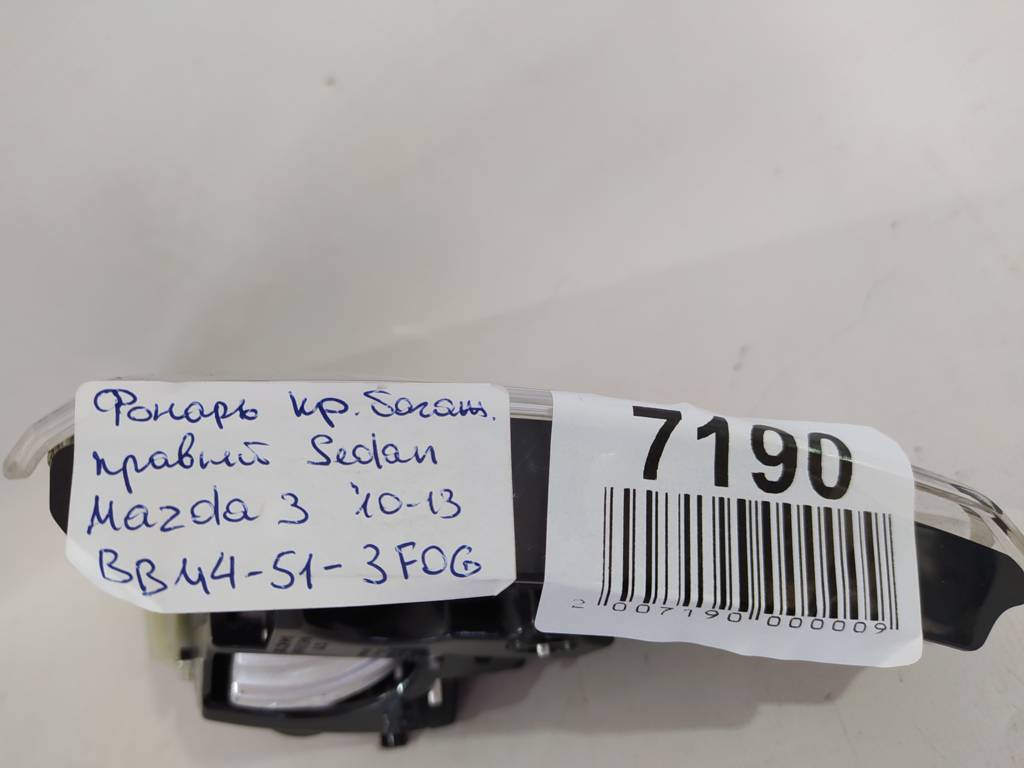 Фонарь кр. багаж.
правый Sedan
Mazda 3 '10-13
BBM4-51-3F0G
7190
2 007190 000009